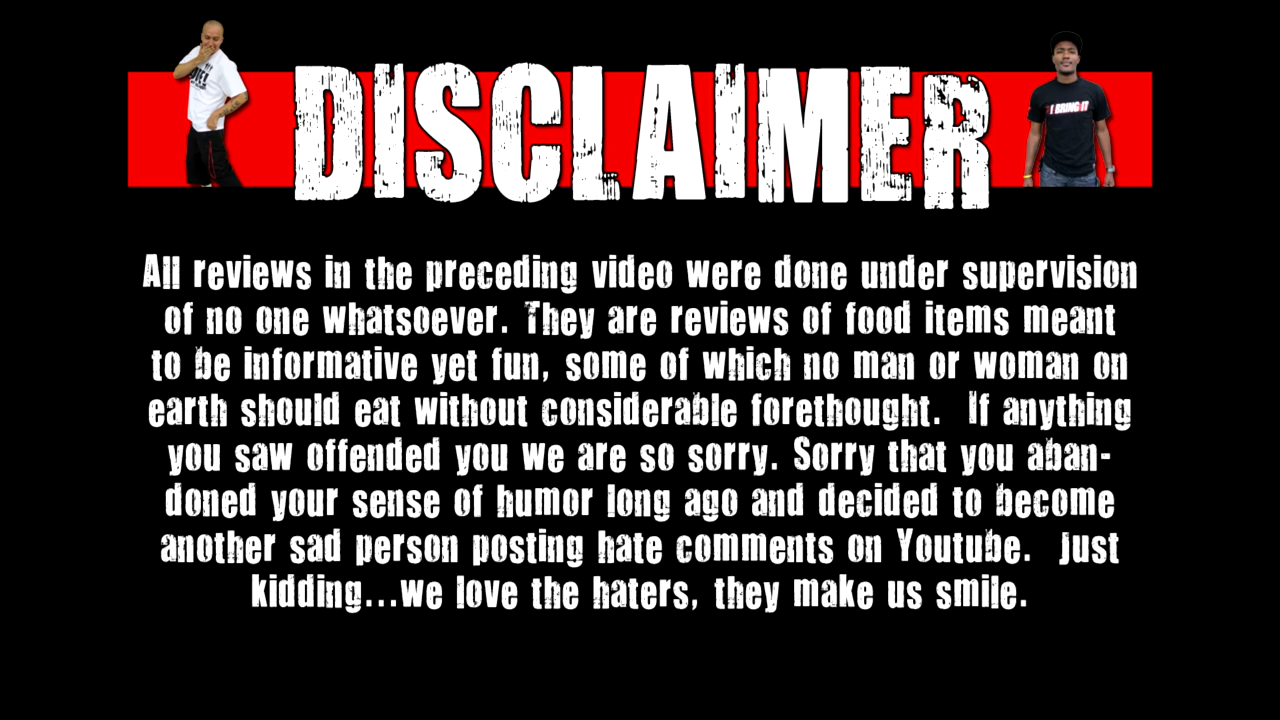 DISCLAIMER
I BRING IT
All reviews in the preceding video were done under supervision
of no one whatsoever. They are reviews of food items meant
to be informative yet fun, some of which no man or woman on
earth should eat without considerable forethought. If anything
you saw offended you we are so sorry. Sorry that you aban-
doned your sense of humor long ago and decided to become
another sad person posting hate comments on Youtube. Just
kidding...we love the haters, they make us smile.